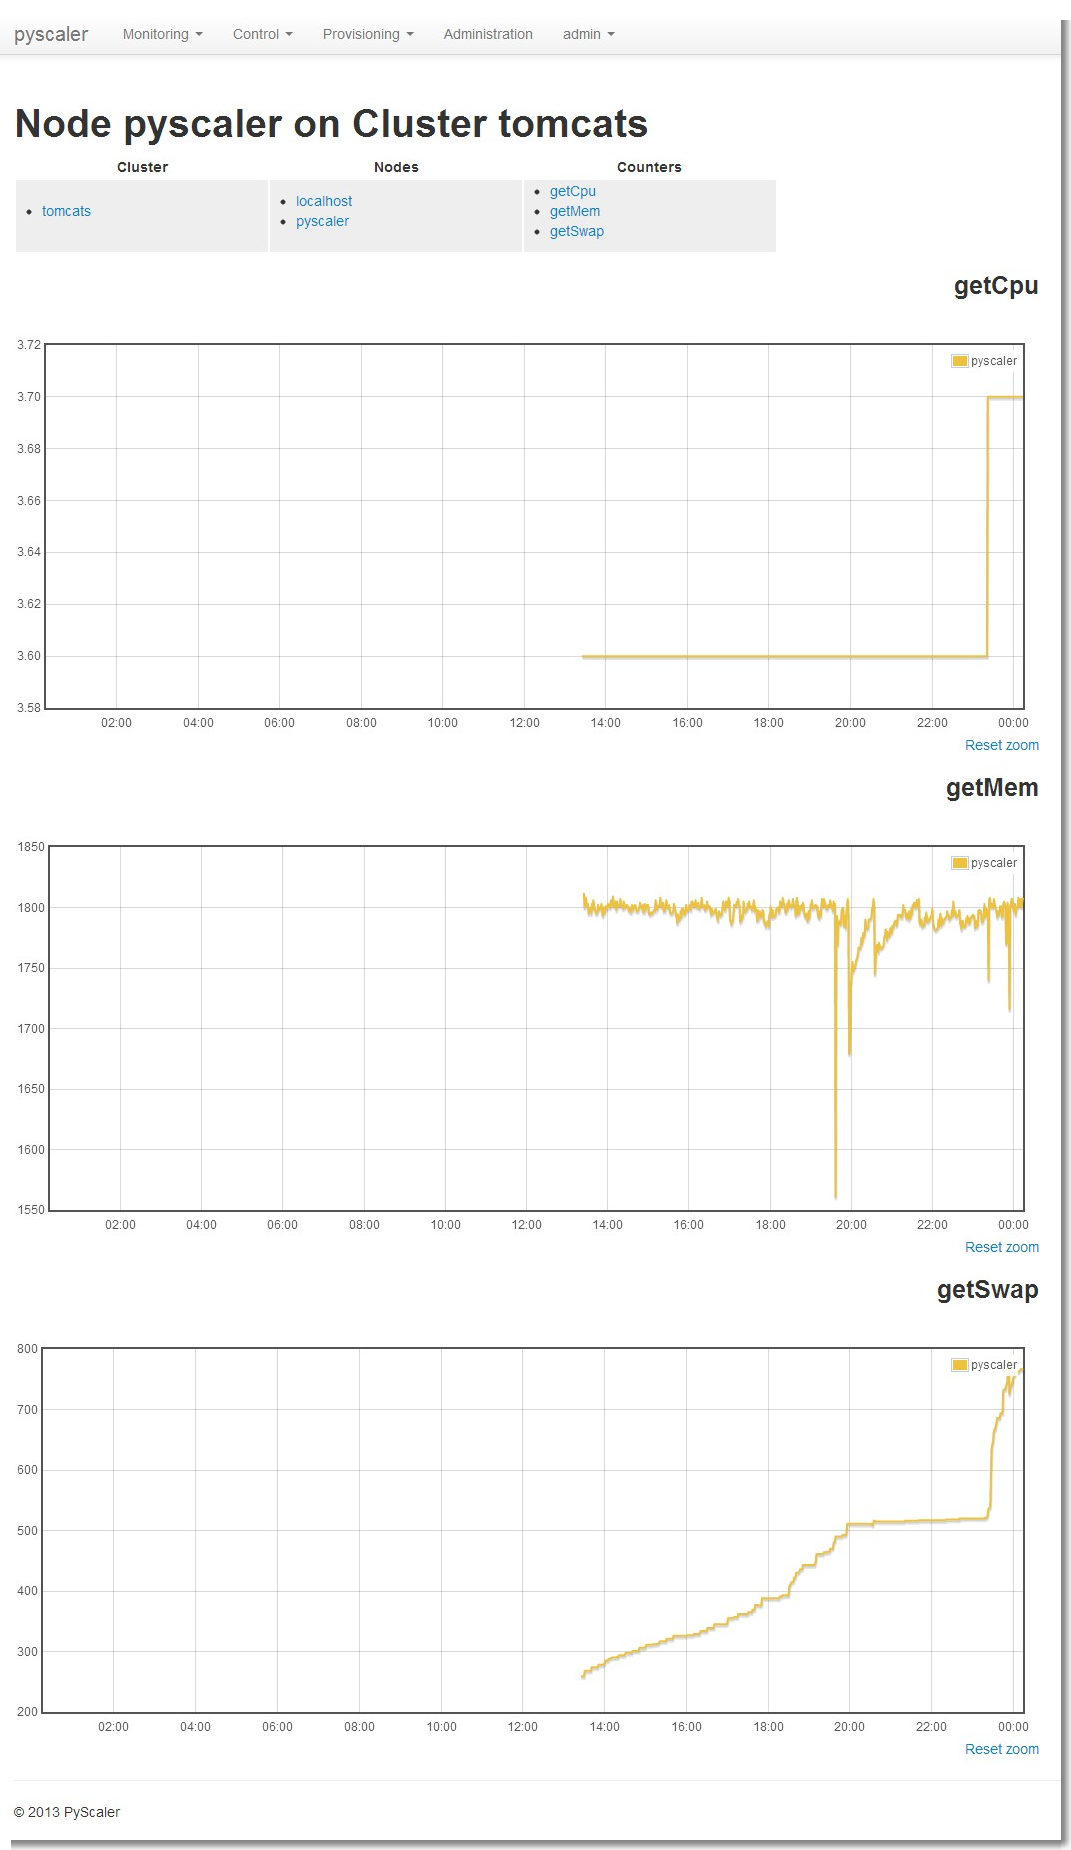 pyscaler Monitoring Control Provisioning Administration admin
Node pyscaler on Cluster tomcats
Cluster Nodes Counters
tomcats
localhost
pyscaler
getCpu
getMem
getSwap
getCpu
pyscaler
3.72
3.70
3.68
3.66
3.64
3.62
3.60
3.58
02:00 04:00 06:00 08:00 10:00 12:00 14:00 16:00 18:00 20:00 22:00 00:00
Reset zoom
getMem
pyscaler
1850
1800
1750
1700
1650
1600
1550
02:00 04:00 06:00 08:00 10:00 12:00 14:00 16:00 18:00 20:00 22:00 00:00
Reset zoom
getSwap
pyscaler
800
700
600
500
400
300
200
02:00 04:00 06:00 08:00 10:00 12:00 14:00 16:00 18:00 20:00 22:00 00:00
Reset zoom
© 2013 PyScaler